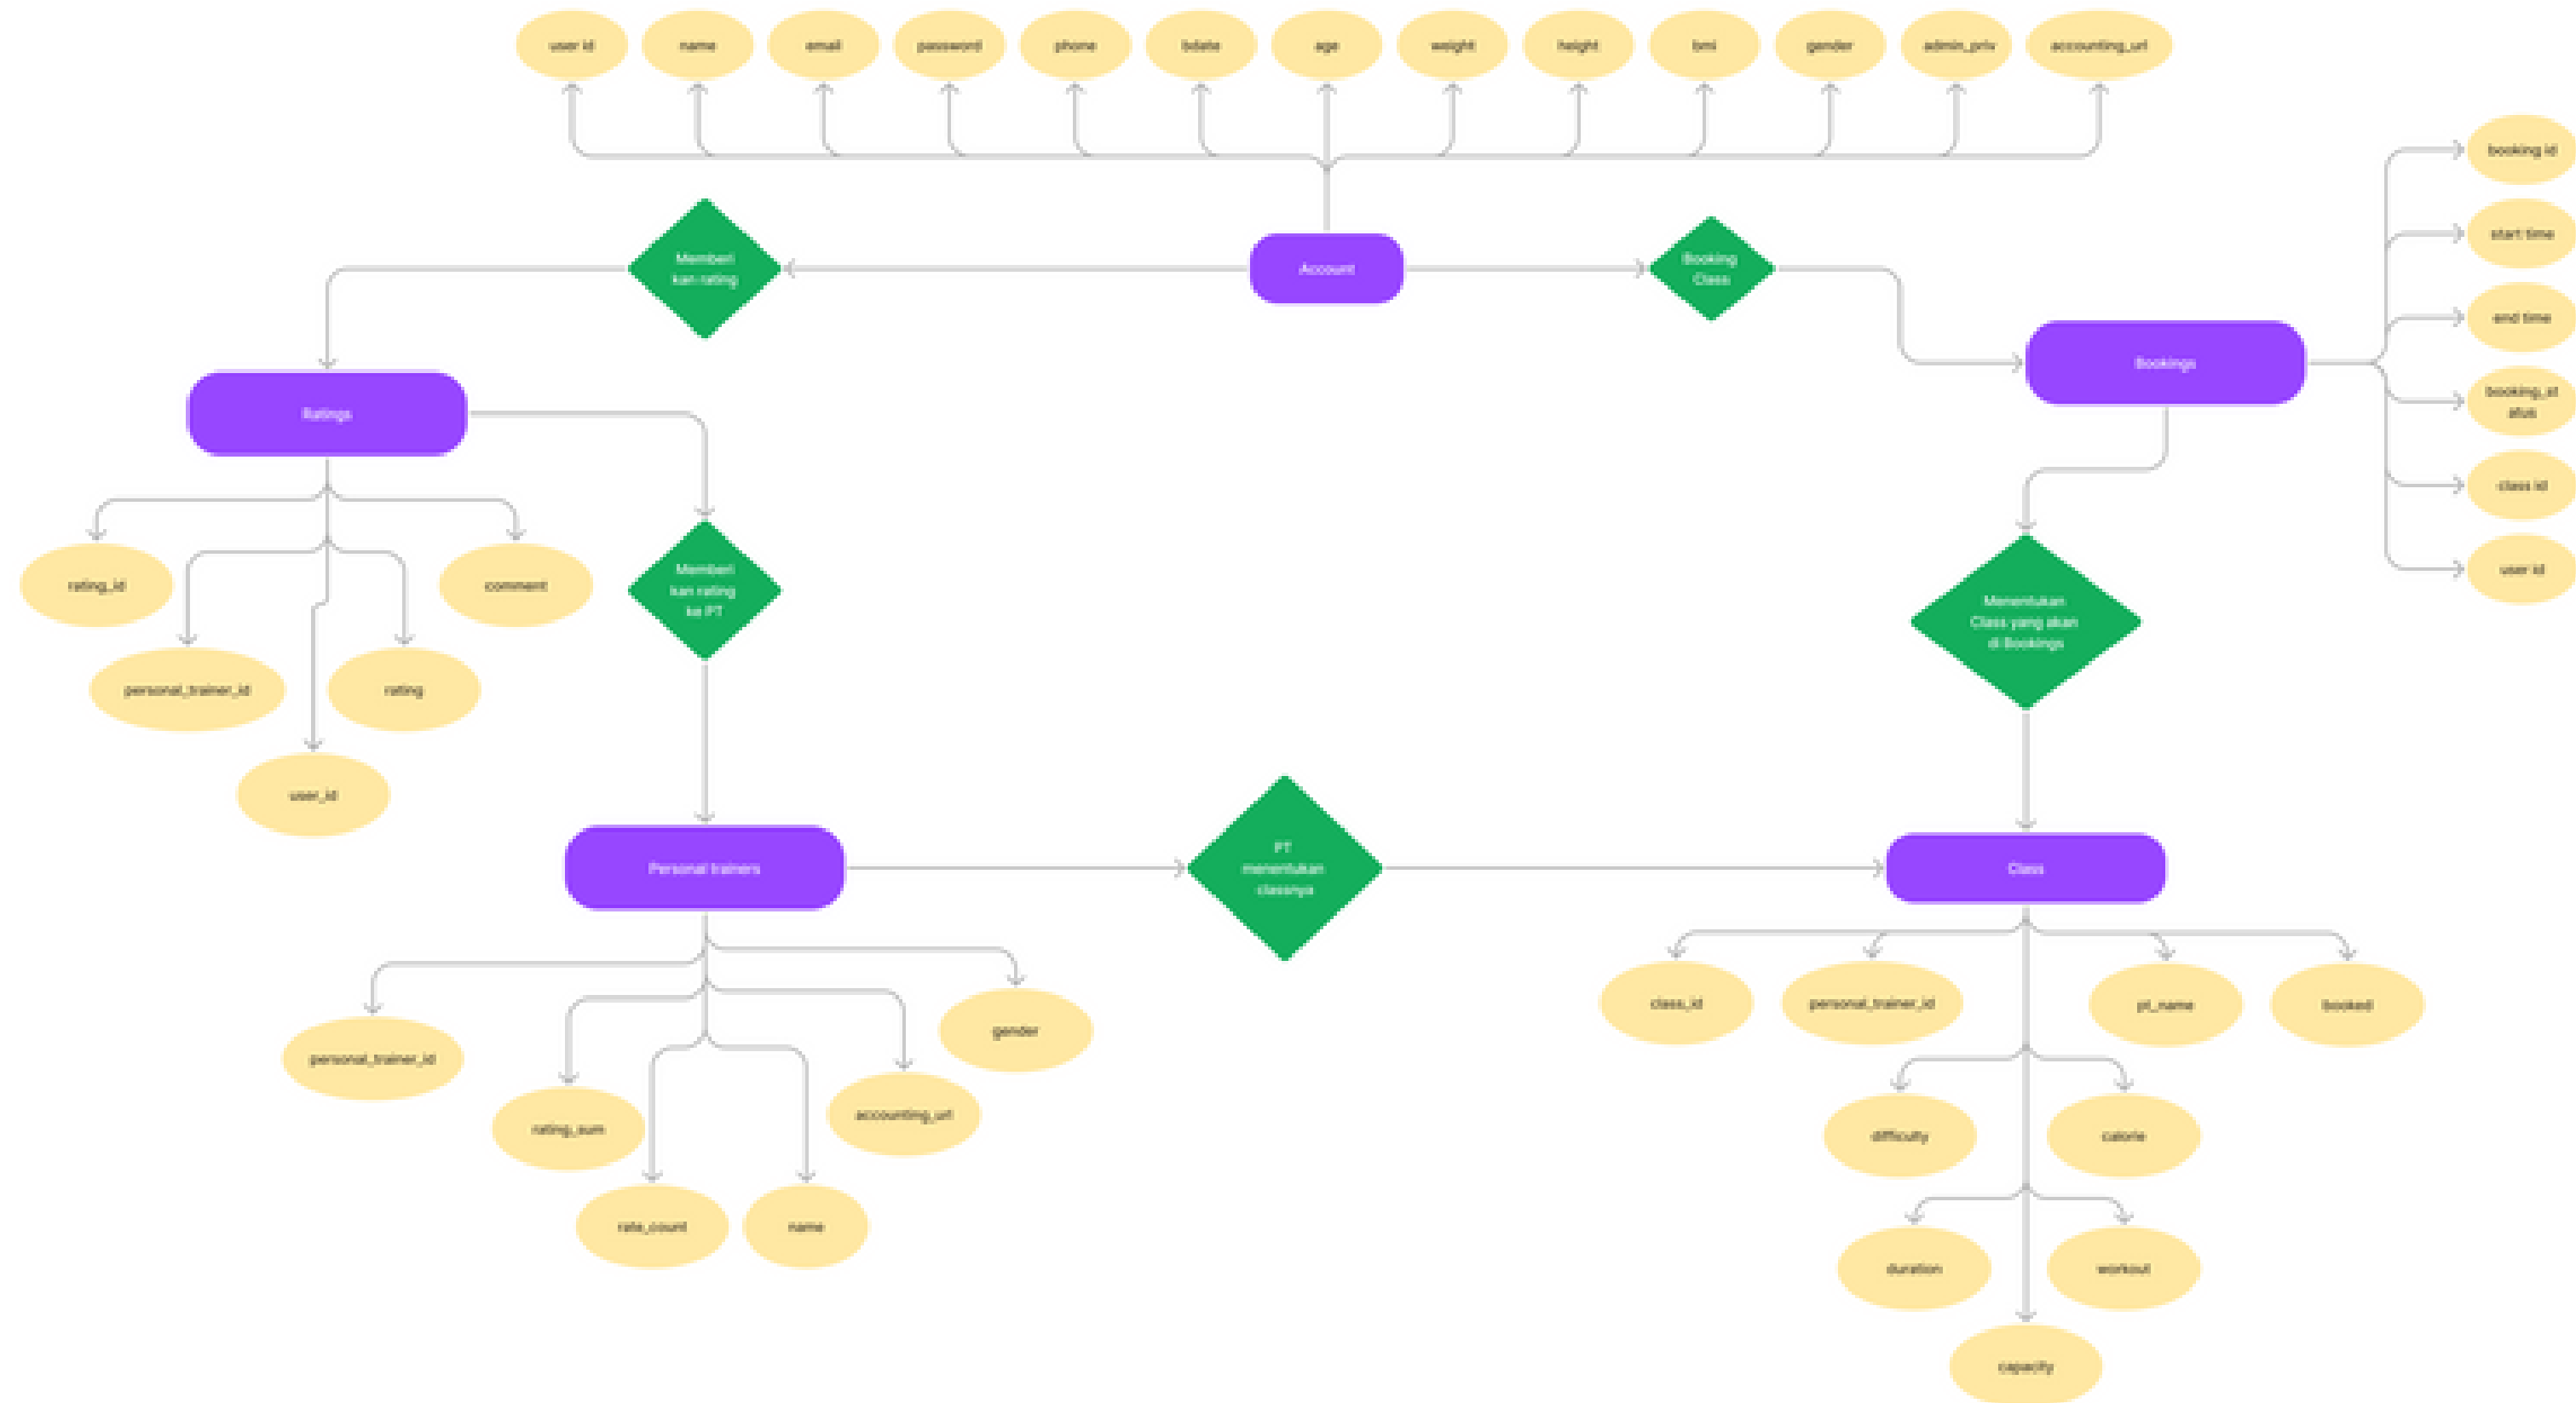 user id
name
email
password
phone
bdate
age
weight
height
bmi
gender
admin_priv
accounting_url
booking id
start time
end time
booking_st
atus
class id
user id
Memberi
kan rating
Account
Booking
Class
Bookings
Ratings
rating_id
comment
personal_trainer_id
rating
user_id
Memberi
kan rating
ke PT
Menentukan
Class yang akan
di Bookings
Personal trainers
PT
menentukan
classnya
Class
personal_trainer_id
rating_sum
rate_count
name
accounting_url
gender
class_id
personal_trainer_id
pt_name
booked
difficulty
calorie
duration
workout
capacity